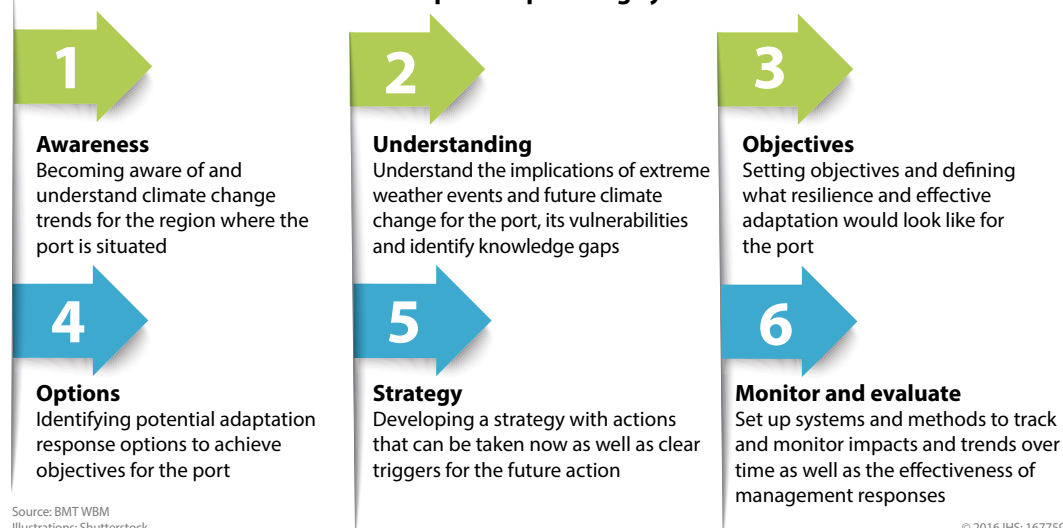 1
Awareness
Becoming aware of and
understand climate change
trends for the region where the
port is situated
2
Understanding
Understand the implications of extreme
weather events and future climate
change for the port, its vulnerabilities
and identify knowledge gaps
3
Objectives
Setting objectives and defining
what resilience and effective
adaptation would look like for
the port
4
Options
Identifying potential adaptation
response options to achieve
objectives for the port
5
Strategy
Developing a strategy with actions
that can be taken now as well as clear
triggers for the future action
6
Monitor and evaluate
Set up systems and methods to track
and monitor impacts and trends over
time as well as the effectiveness of
management responses
Source: BMT WBM
Illustrations: Shutterstock
© 2016 IHS: 167759